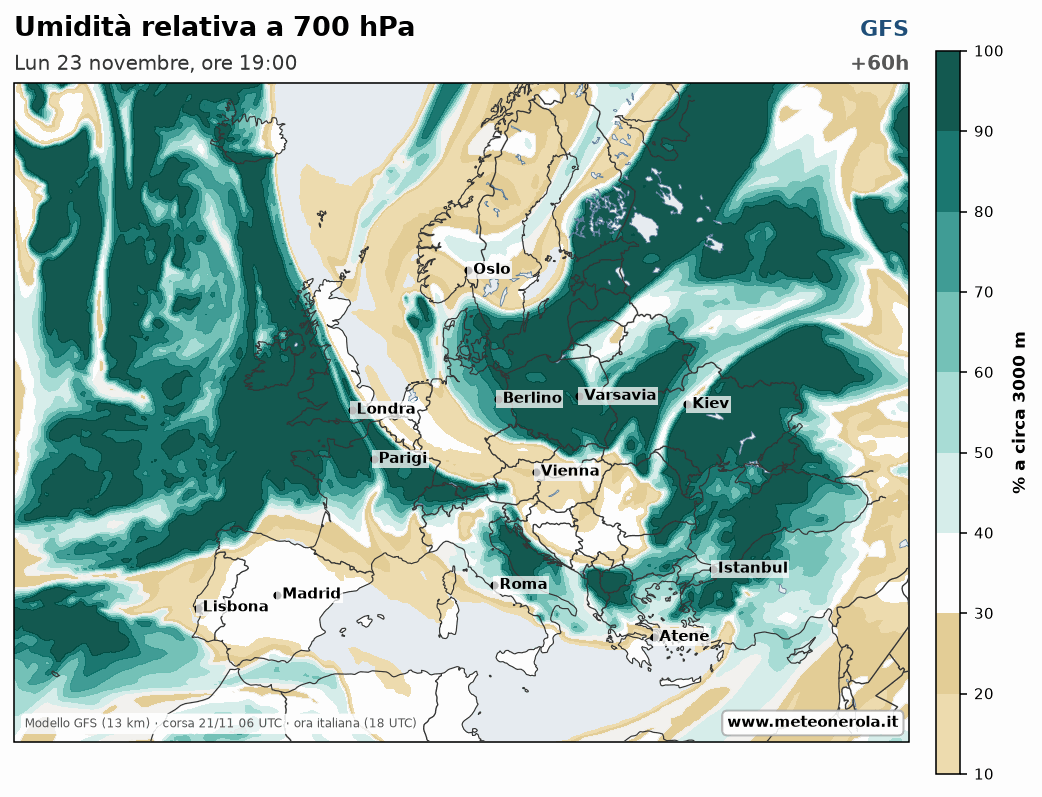 Umidità relativa a 700 hPa
GFS
Lun 23 novembre, ore 19:00
+60h
100
90
80
70
60
50
40
30
20
10
% a circa 3000 m
Oslo
Londra
Berlino
Varsavia
Kiev
Parigi
Vienna
Roma
Istanbul
Madrid
Lisbona
Atene
Modello GFS (13 km) · corsa 21/11 06 UTC · ora italiana (18 UTC)
www.meteonerola.it